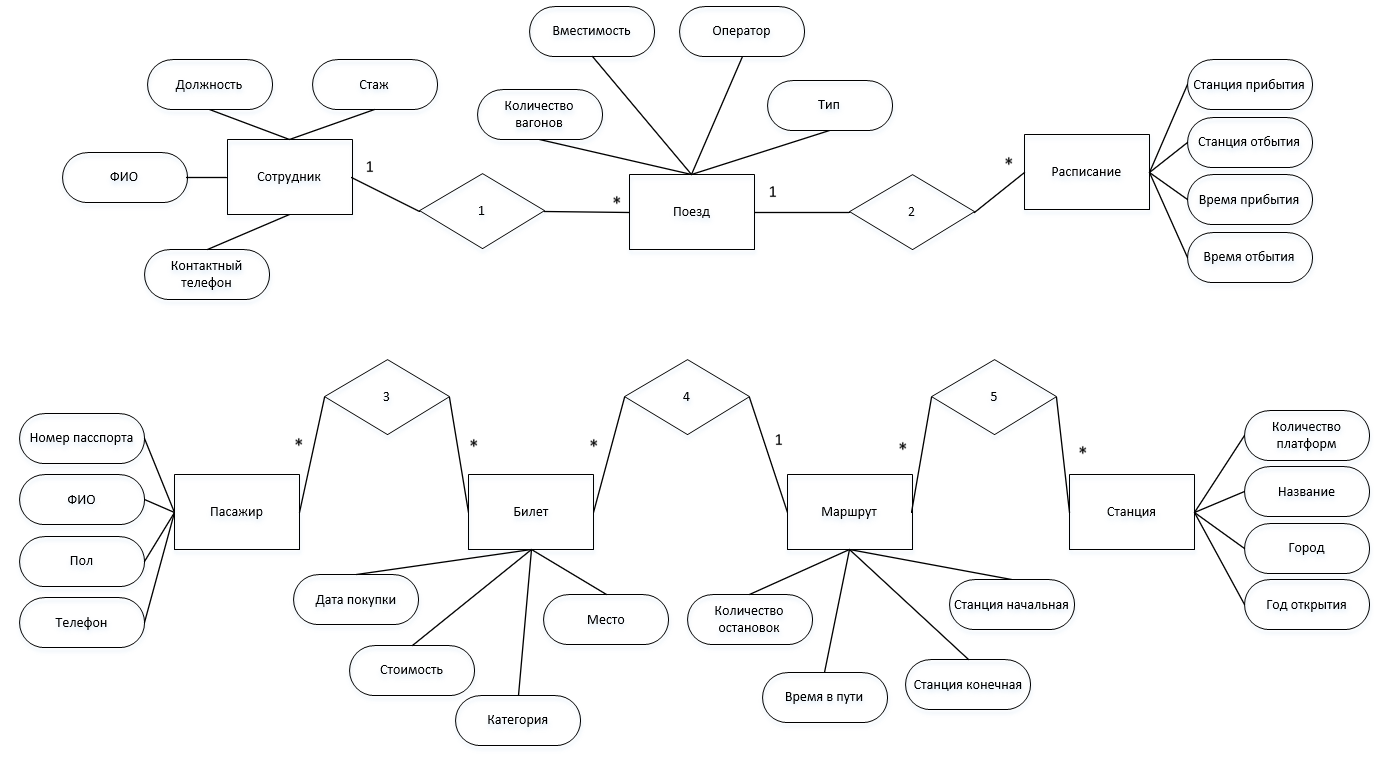 Вместимость
Оператор
Должность
Стаж
Количество
вагонов
Тип
Станция прибытия
Станция отбытия
Время прибытия
Время отбытия
ФИО
Сотрудник
1
1
*
Поезд
1
2
*
Расписание
Контактный
телефон
3
4
5
Номер пасспорта
ФИО
Пол
Телефон
*
*
*
1
*
*
Пасажир
Билет
Маршрут
Станция
Количество
платформ
Название
Город
Год открытия
Дата покупки
Стоимость
Категория
Место
Количество
остановок
Время в пути
Станция конечная
Станция начальная